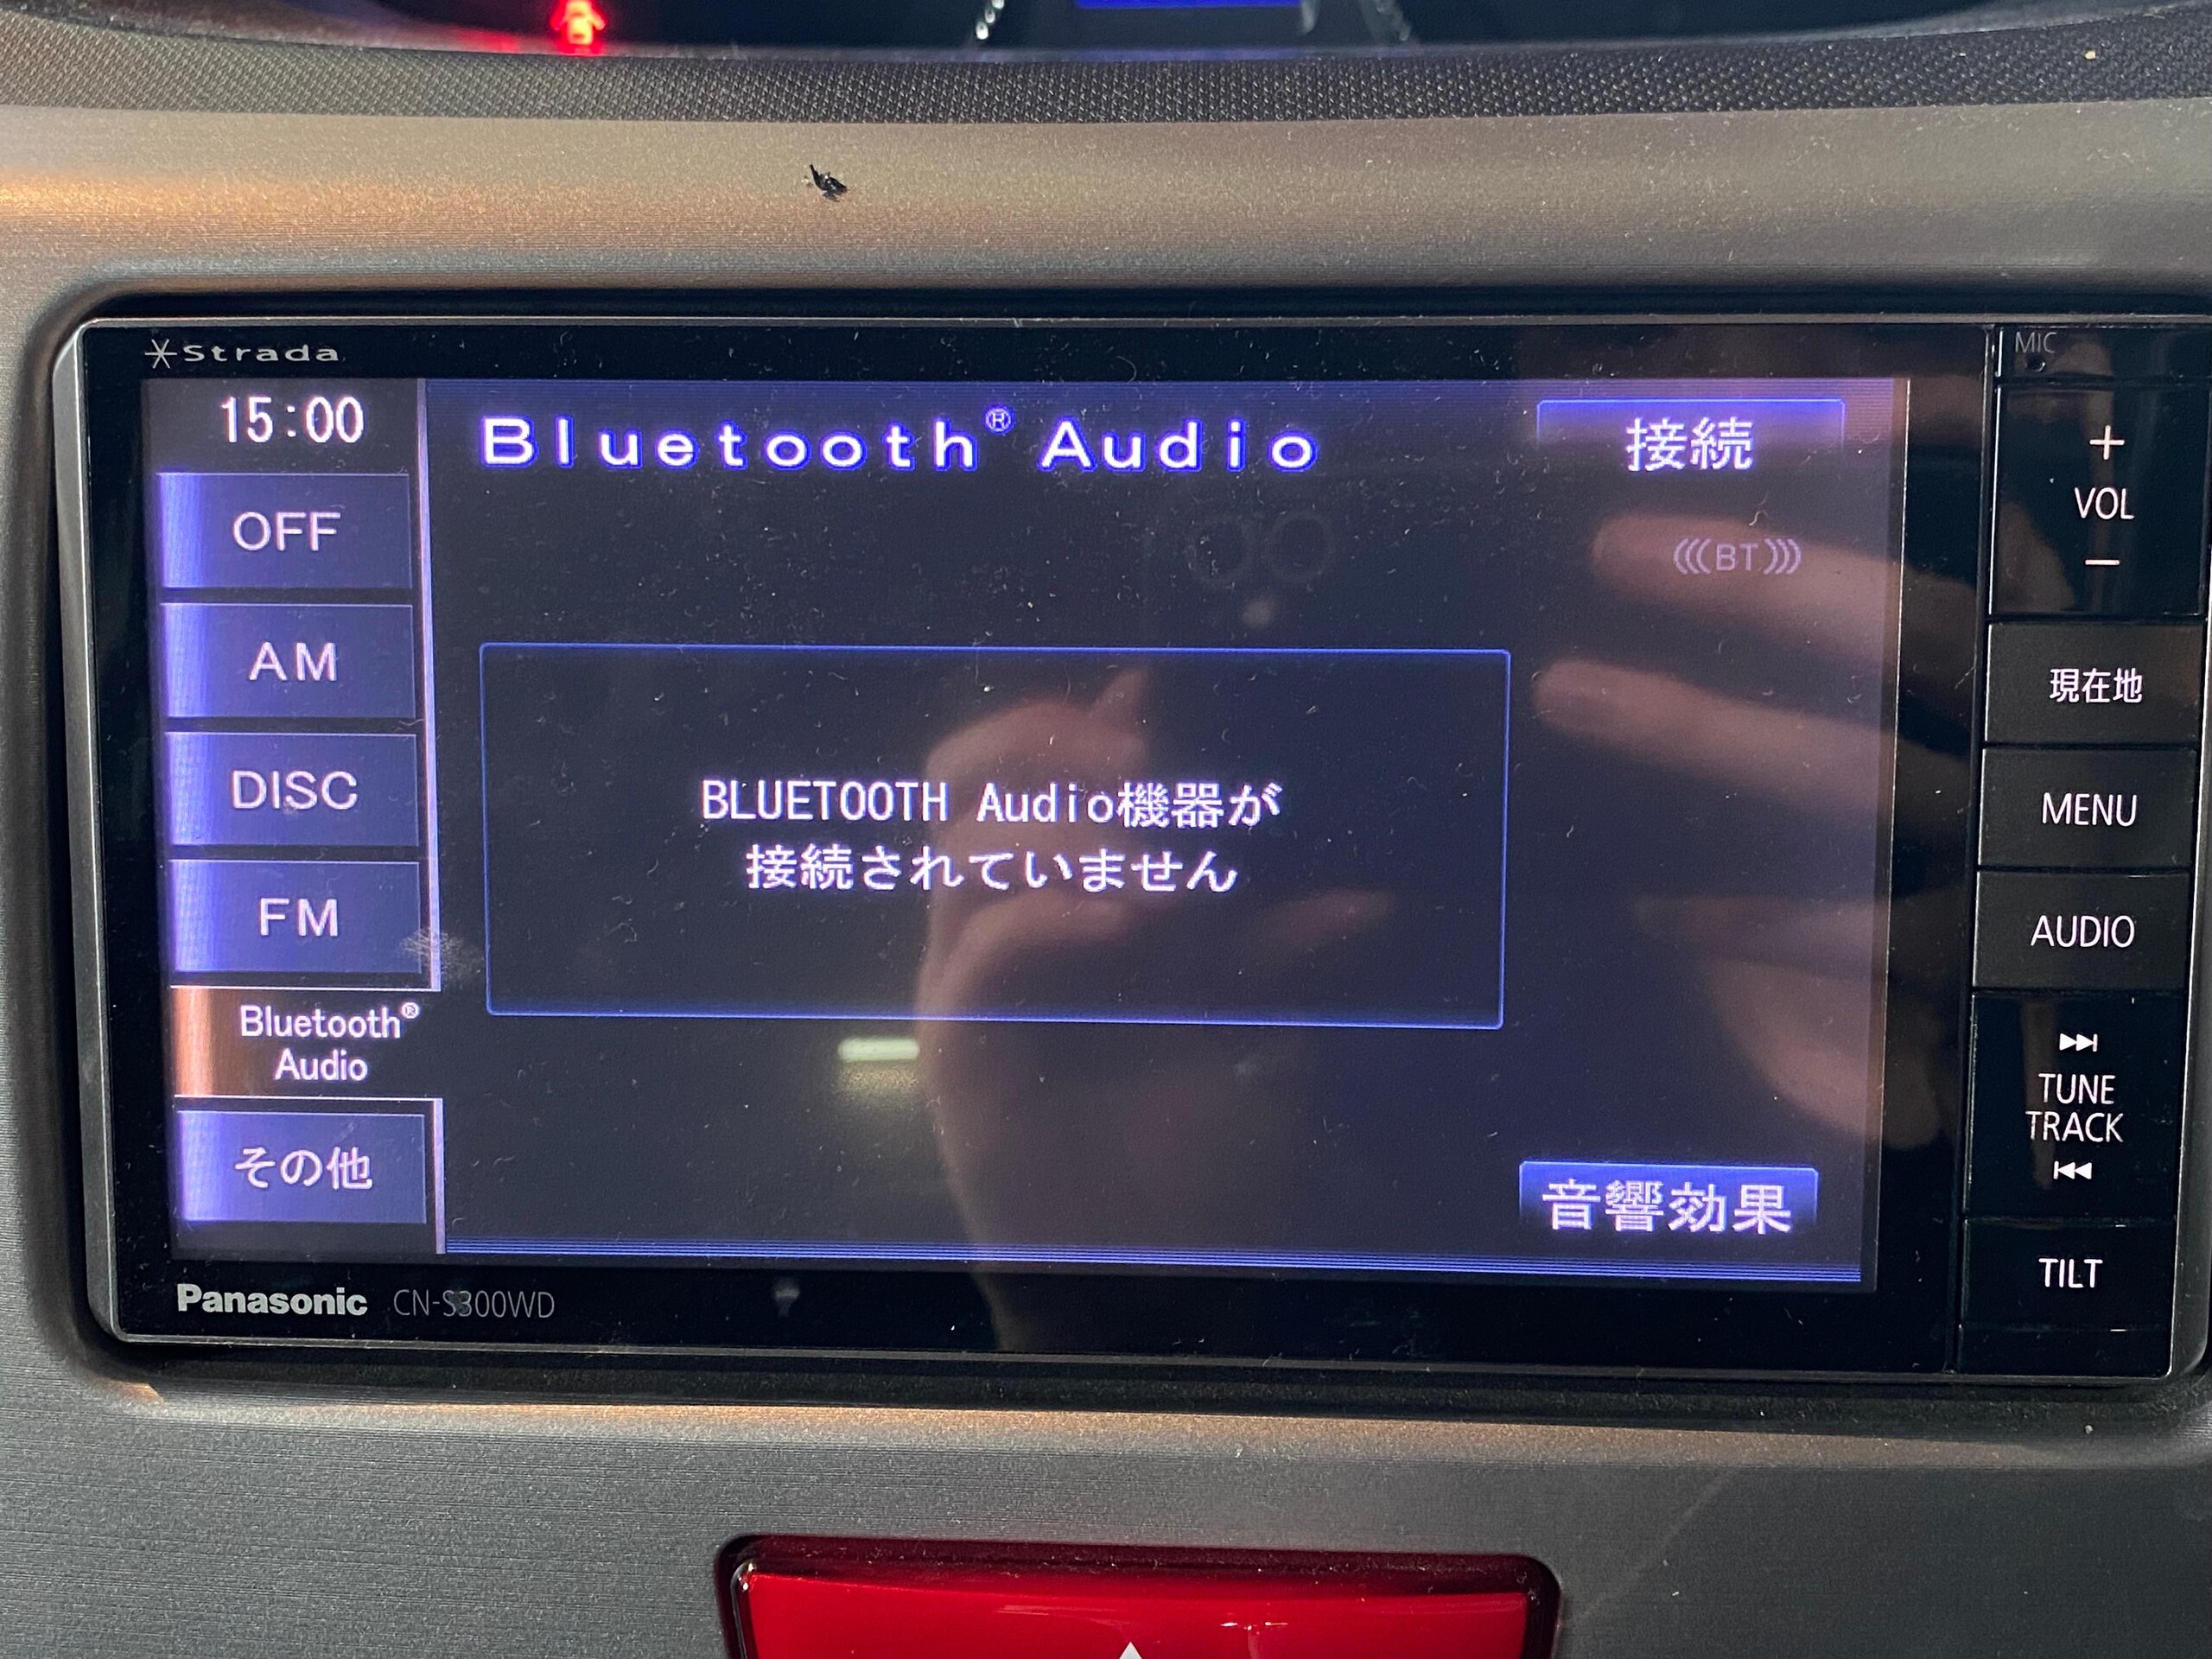 Strada
MIC
15:00
Bluetooth® Audio
接続
(((BT)))
OFF
AM
DISC
FM
Bluetooth®
Audio
その他
BLUETOOTH Audio機器が
接続されていません
音響効果
+
VOL
−
現在地
MENU
AUDIO
TUNE
TRACK
TILT
Panasonic CN-S300WD